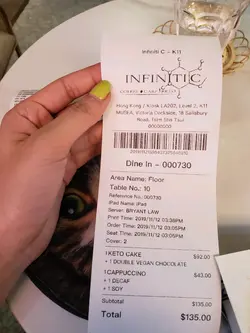 Infiniti C - K11
INFINITI C
Hong Kong / Kiosk LA207, Level 2, K11
MUSEA, Victoria Dockside, 18 Salisbury
Road, Tsim Sha Tsui
Dine In - 000730
Area Name: Floor
Table No.: 10
Reference No.: 000730
iPad Name: iPad
Server: BRYANT LAW
Print Time: 2019/11/12 03:38PM
Order Time: 2019/11/12 03:05PM
Seat Time: 2019/11/12 03:05PM
Cover: 2
1 KETO CAKE $92.00
+ 1 DOUBLE VEGAN CHOCOLATE
1 CAPPUCCINO $43.00
+ 1 DECAF
+ 1 SOY
Subtotal $135.00
Total $135.00